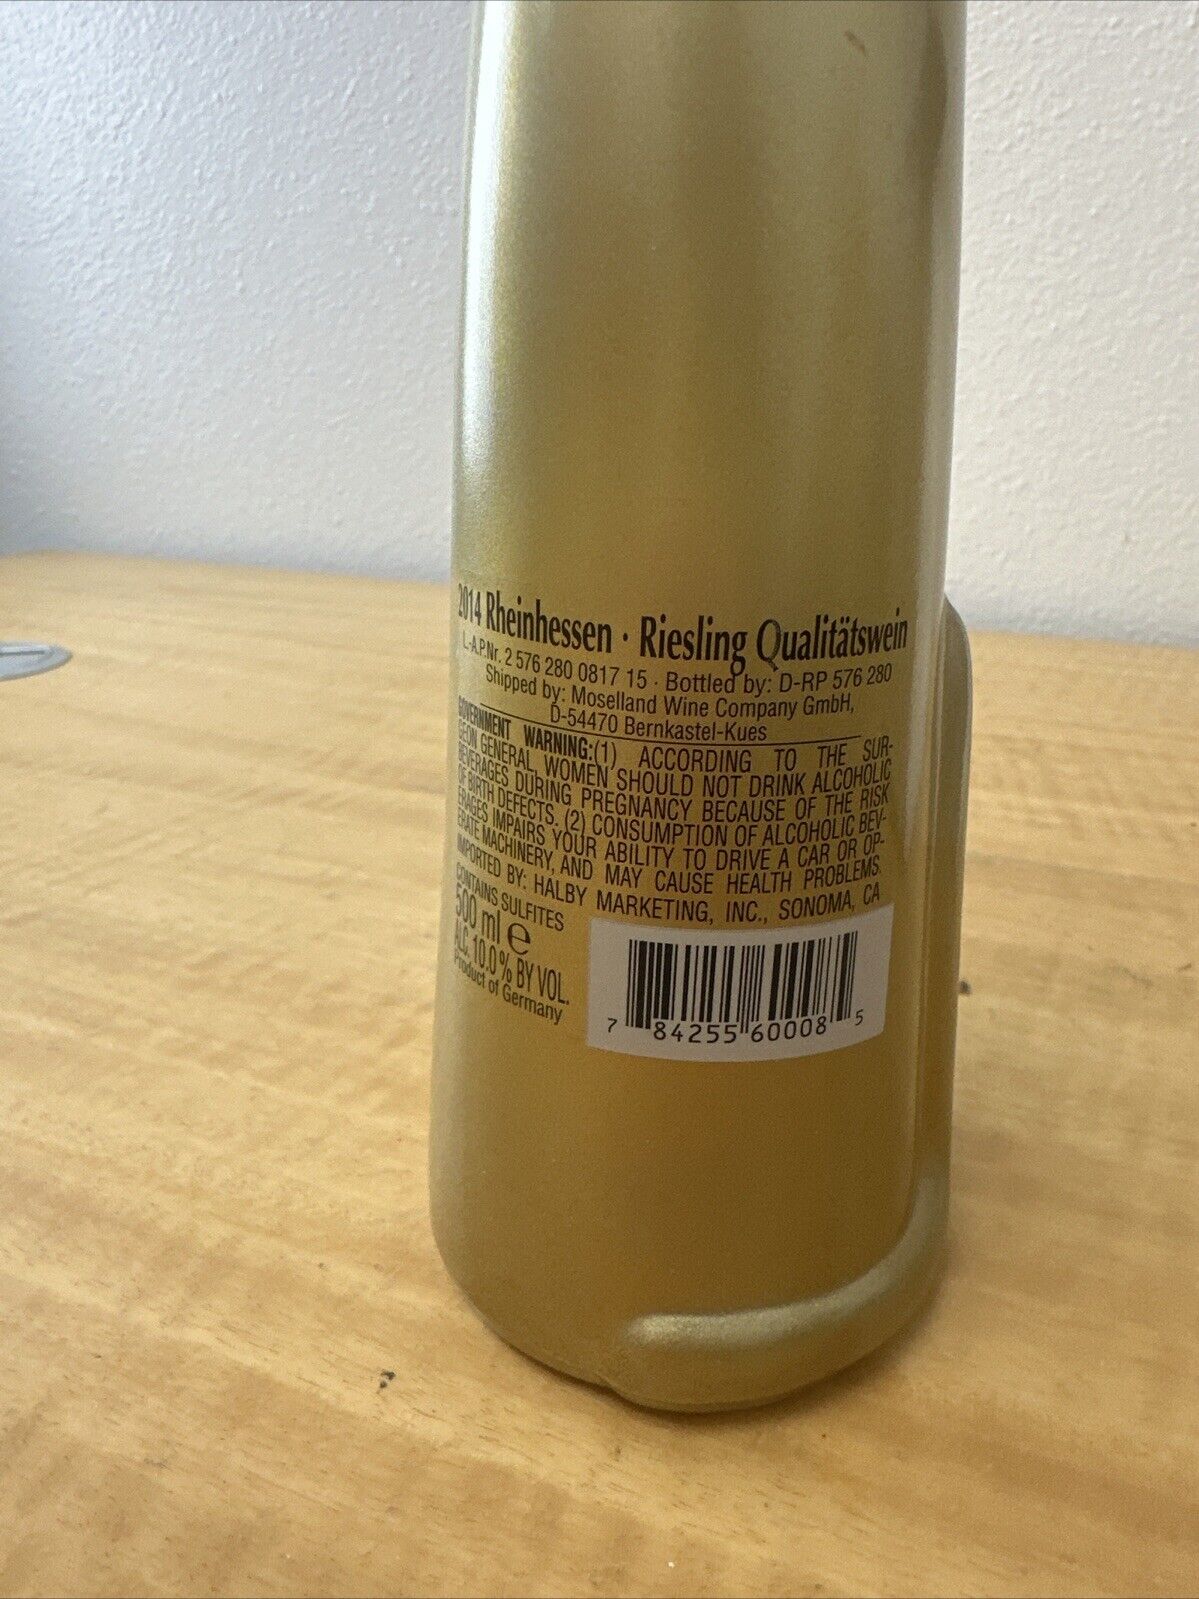 2014 Rheinhessen · Riesling Qualitätswein
L-A.P.Nr. 2 576 280 0817 15 · Bottled by: D-RP 576 280
Shipped by: Moselland Wine Company GmbH,
D-54470 Bernkastel-Kues
GOVERNMENT WARNING:(1) ACCORDING TO THE SUR-
GEON GENERAL, WOMEN SHOULD NOT DRINK ALCOHOLIC
BEVERAGES DURING PREGNANCY BECAUSE OF THE RISK
OF BIRTH DEFECTS. (2) CONSUMPTION OF ALCOHOLIC BEV-
ERAGES IMPAIRS YOUR ABILITY TO DRIVE A CAR OR OP-
ERATE MACHINERY, AND MAY CAUSE HEALTH PROBLEMS.
IMPORTED BY: HALBY MARKETING, INC., SONOMA, CA
CONTAINS SULFITES
500 ml e
ALC. 10.0 % BY VOL.
Product of Germany
7 84255 60008 5